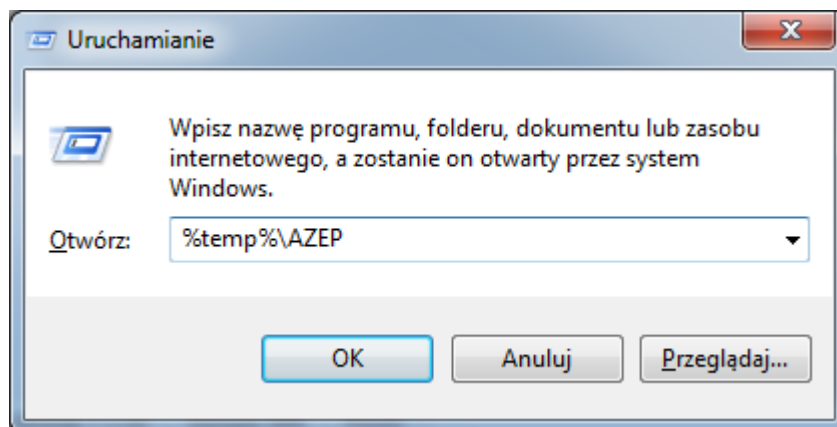 Uruchamianie
Wpisz nazwę programu, folderu, dokumentu lub zasobu
internetowego, a zostanie on otwarty przez system
Windows.
Otwórz: %temp%\AZEP
OK Anuluj Przeglądaj...